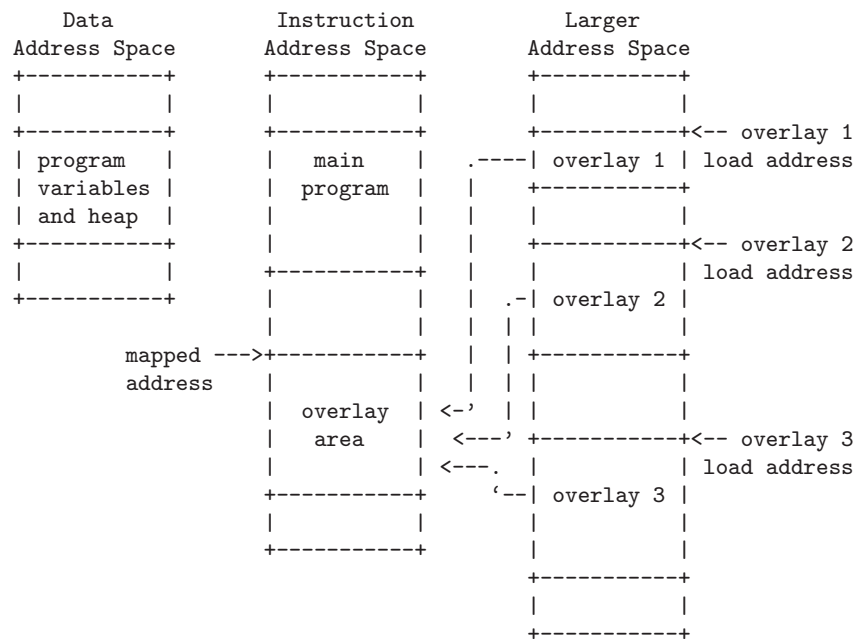 Data             Instruction            Larger
Address Space       Address Space        Address Space
+-----------+       +-----------+        +-----------+
|           |       |           |        |           |
+-----------+       +-----------+        +-----------+<-- overlay 1
| program   |       |   main    |   .----| overlay 1 | load address
| variables |       |  program  |   |    +-----------+
| and heap  |       |           |   |    |           |
+-----------+       |           |   |    +-----------+<-- overlay 2
|           |       +-----------+   |    |           | load address
+-----------+       |           |   |  .-| overlay 2 |
                    |           |   |  | |           |
         mapped --->+-----------+   |  | +-----------+
         address    |           |   |  | |           |
                    |  overlay  | <-'  | |           |
                    |   area    |  <---' +-----------+<-- overlay 3
                    |           | <---.  |           | load address
                    +-----------+     `--| overlay 3 |
                    |           |        |           |
                    +-----------+        |           |
                                         +-----------+
                                         |           |
                                         +-----------+